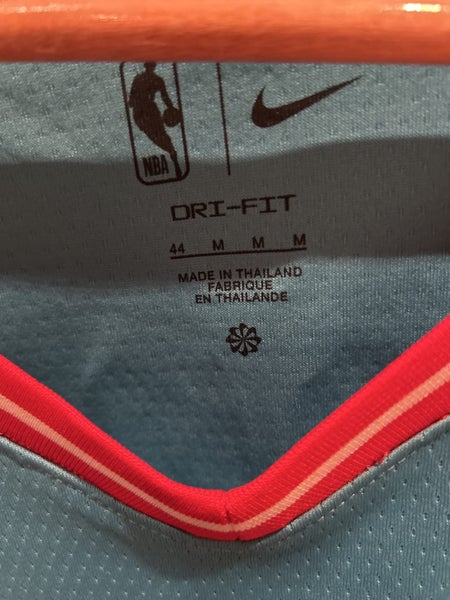 NBA
DRI-FIT
44 M M M
MADE IN THAILAND
FABRIQUE
EN THAILANDE